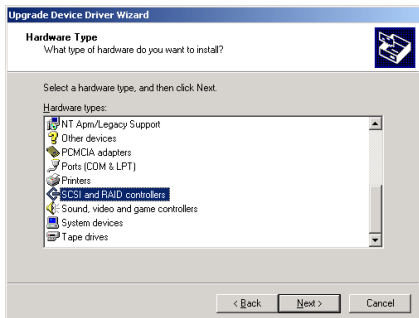 Upgrade Device Driver Wizard
Hardware Type
What type of hardware do you want to install?
Select a hardware type, and then click Next.
Hardware types:
NT Apm/Legacy Support
Other devices
PCMCIA adapters
Ports (COM & LPT)
Printers
SCSI and RAID controllers
Sound, video and game controllers
System devices
Tape drives
< Back
Next >
Cancel